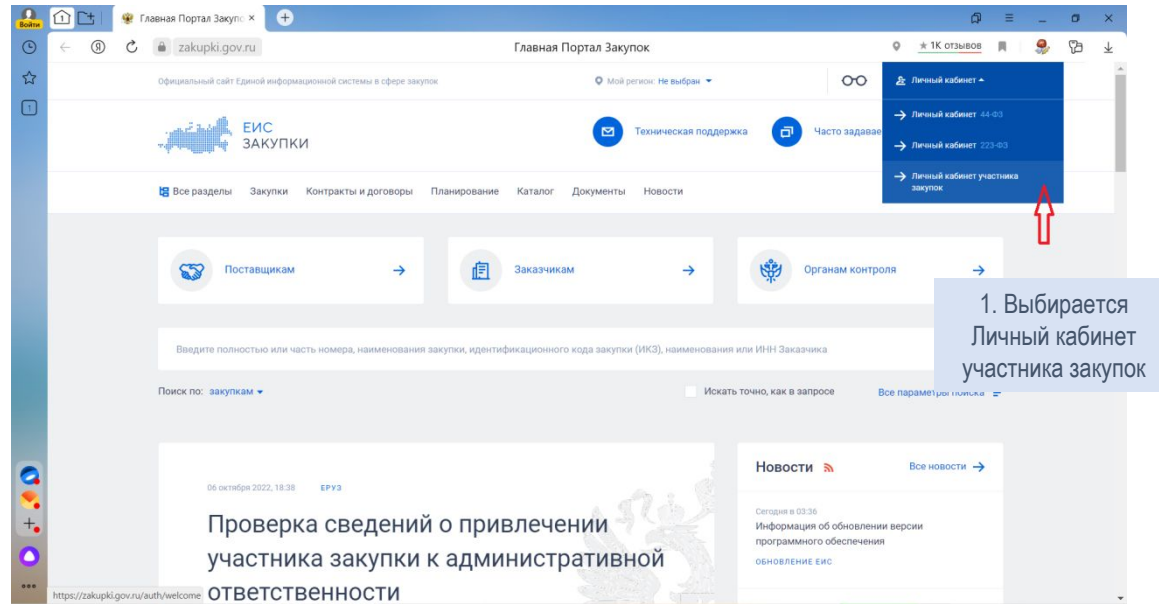 Войти
1
Главная Портал Закупо
zakupki.gov.ru
Главная Портал Закупок
★ 1К отзывов
1
Официальный сайт Единой информационной системы в сфере закупок
Мой регион: Не выбран
Личный кабинет
Личный кабинет 44-ФЗ
Личный кабинет 223-ФЗ
Личный кабинет участника
закупок
ЕИС
ЗАКУПКИ
Техническая поддержка
Часто задавае
Все разделы Закупки Контракты и договоры Планирование Каталог Документы Новости
Поставщикам
Заказчикам
Органам контроля
1. Выбирается
Личный кабинет
участника закупок
Введите полностью или часть номера, наименования закупки, идентификационного кода закупки (ИКЗ), наименования или ИНН Заказчика
Поиск по: закупкам
Искать точно, как в запросе
Все параметры поиска
06 октября 2022, 18:38 ЕРУЗ
Проверка сведений о привлечении
участника закупки к административной
ответственности
Новости
Все новости
Сегодня в 03:36
Информация об обновлении версии
программного обеспечения
ОБНОВЛЕНИЕ ЕИС
https://zakupki.gov.ru/auth/welcome